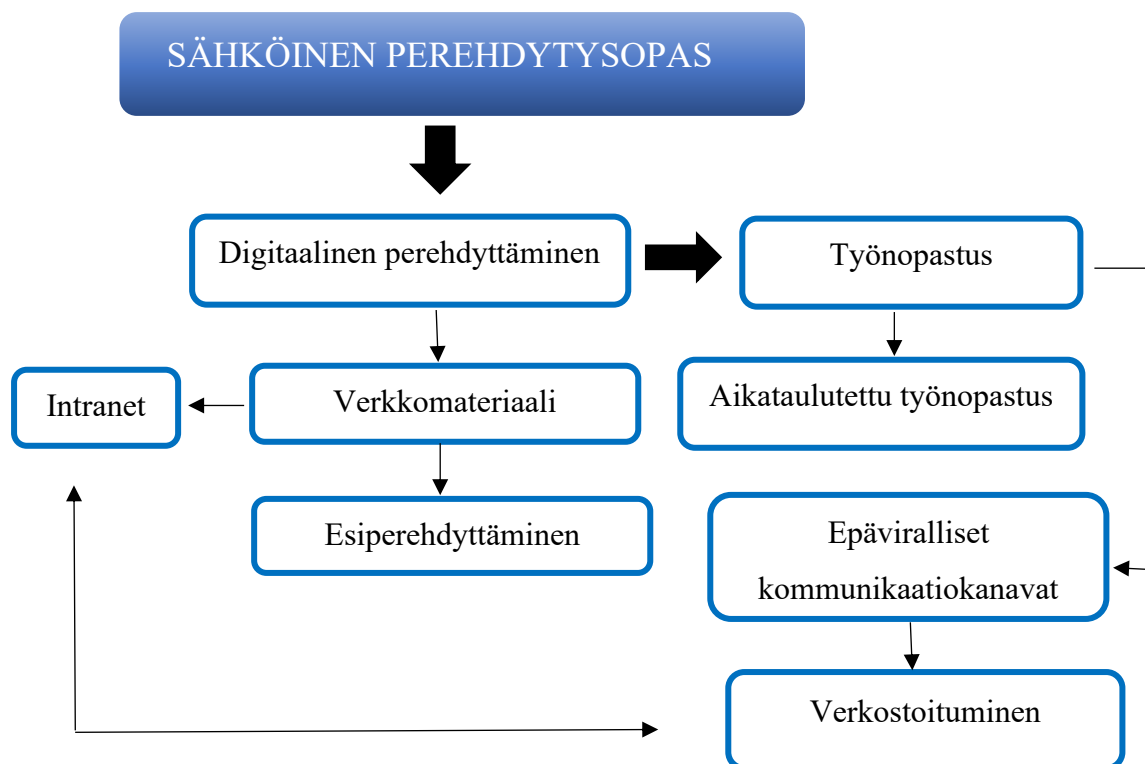 SÄHKÖINEN PEREHDYTYSOPAS
Digitaalinen perehdyttäminen
Työnopastus
Intranet
Verkkomateriaali
Aikataulutettu työnopastus
Esiperehdyttäminen
Epäviralliset
kommunikaatiokanavat
Verkostoituminen